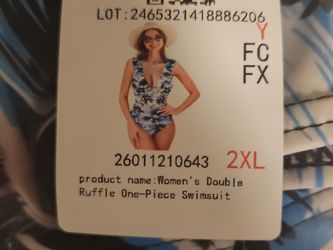 LOT:2465321418886206
Y
FC
FX
26011210643 2XL
product name:Women's Double
Ruffle One-Piece Swimsuit